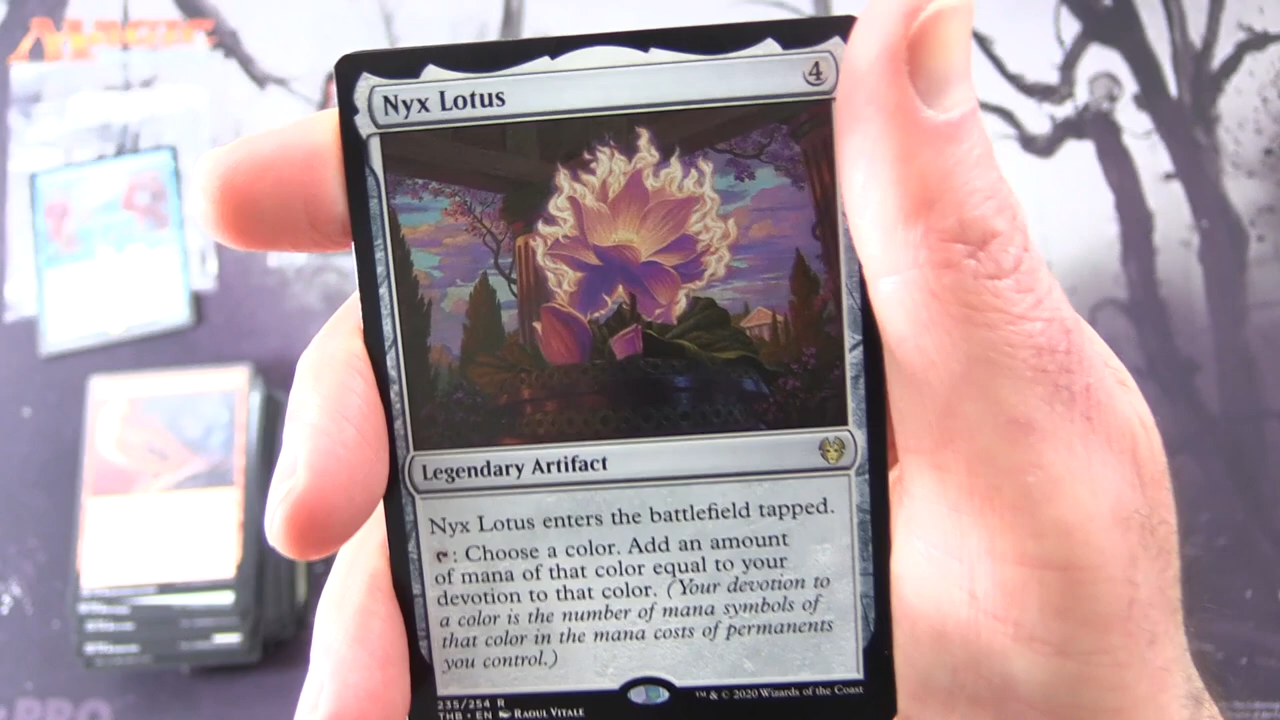 MAGIC
Nyx Lotus 4
Legendary Artifact
Nyx Lotus enters the battlefield tapped.
: Choose a color. Add an amount
of mana of that color equal to your
devotion to that color. (Your devotion to
a color is the number of mana symbols of
that color in the mana costs of permanents
you control.)
235/254 R
THB • EN RAOUL VITALE
™ & © 2020 Wizards of the Coast
PRO